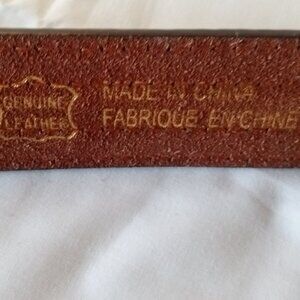 GENUINE
LEATHER
MADE IN CHINA
FABRIQUE EN CHINE